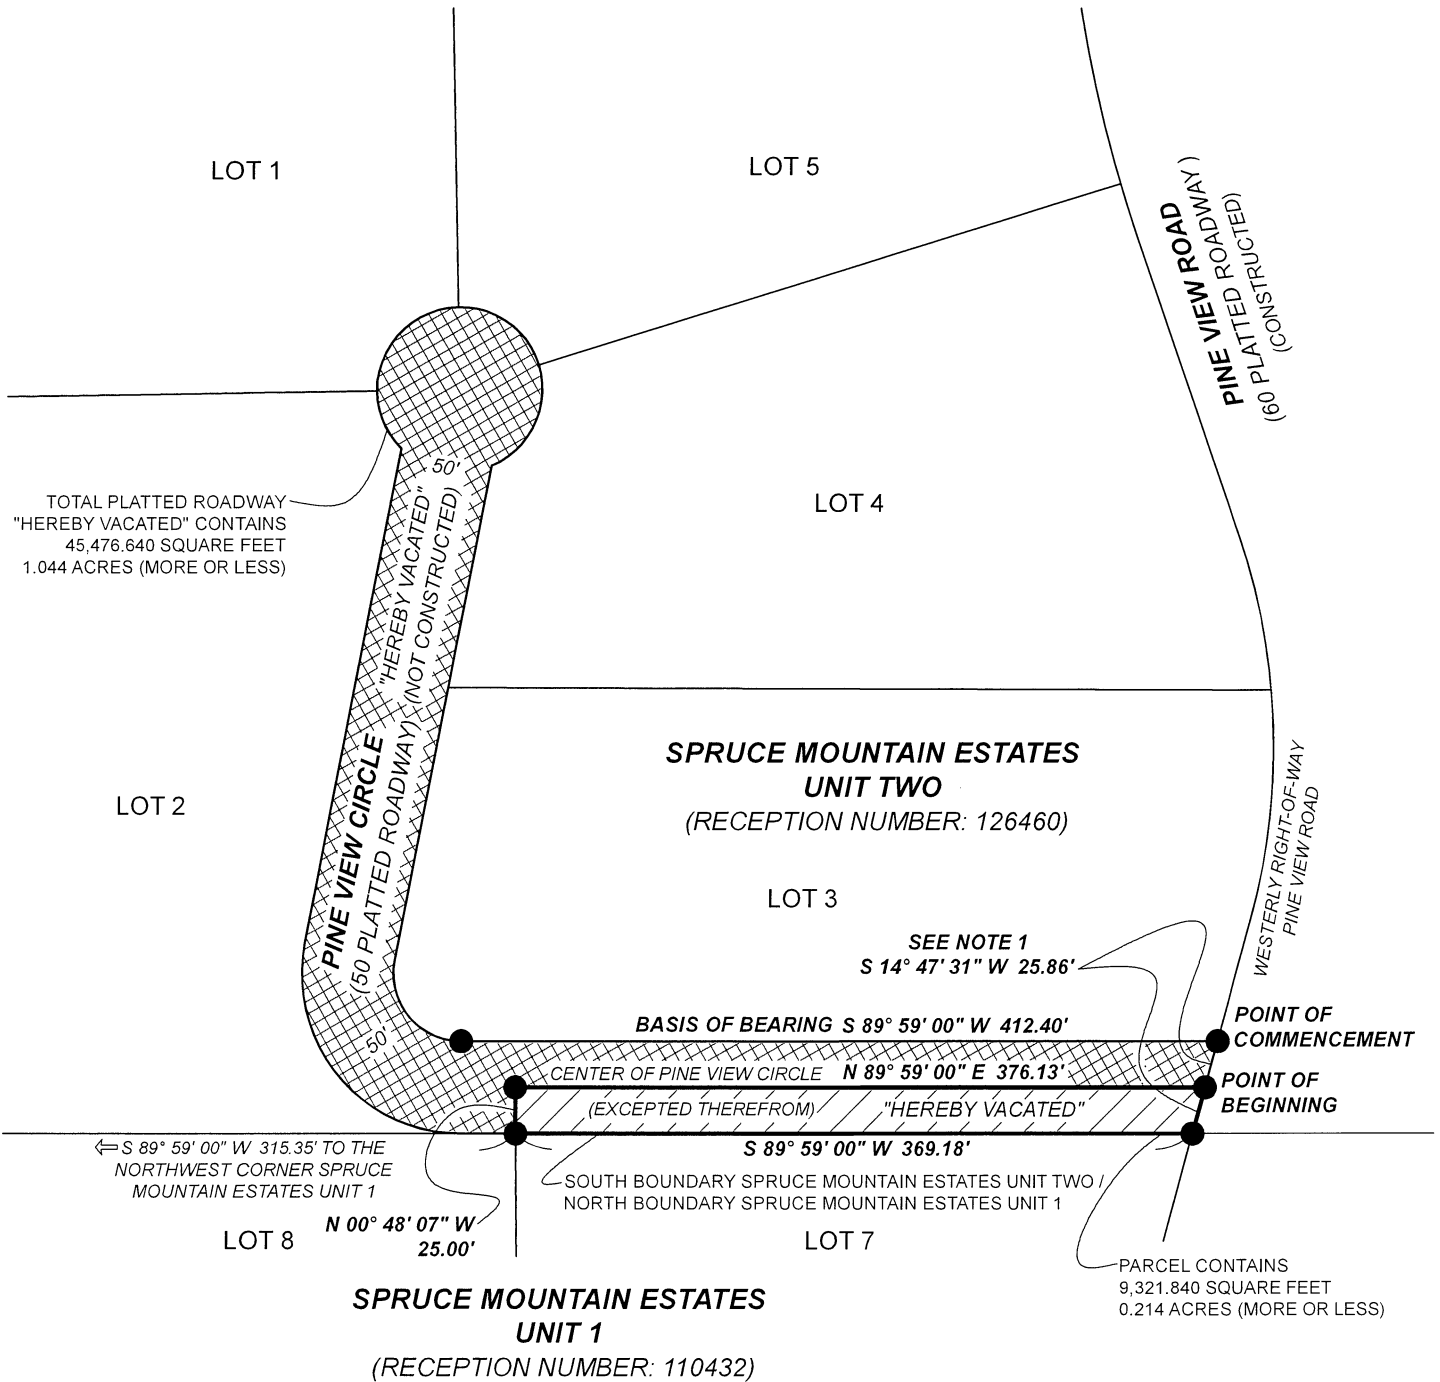 LOT 1
LOT 5
PINE VIEW ROAD
(60 PLATTED ROADWAY )
(CONSTRUCTED)
50'
TOTAL PLATTED ROADWAY
"HEREBY VACATED" CONTAINS
45,476.640 SQUARE FEET
1.044 ACRES (MORE OR LESS)
LOT 4
PINE VIEW CIRCLE "HEREBY VACATED"
(50 PLATTED ROADWAY) (NOT CONSTRUCTED)
SPRUCE MOUNTAIN ESTATES
UNIT TWO
(RECEPTION NUMBER: 126460)
LOT 2
WESTERLY RIGHT-OF-WAY
PINE VIEW ROAD
LOT 3
SEE NOTE 1
S 14° 47' 31" W 25.86'
50'
BASIS OF BEARING S 89° 59' 00" W 412.40'
POINT OF
COMMENCEMENT
CENTER OF PINE VIEW CIRCLE N 89° 59' 00" E 376.13'
POINT OF
BEGINNING
(EXCEPTED THEREFROM) "HEREBY VACATED"
S 89° 59' 00" W 315.35' TO THE
NORTHWEST CORNER SPRUCE
MOUNTAIN ESTATES UNIT 1
S 89° 59' 00" W 369.18'
SOUTH BOUNDARY SPRUCE MOUNTAIN ESTATES UNIT TWO /
NORTH BOUNDARY SPRUCE MOUNTAIN ESTATES UNIT 1
N 00° 48' 07" W
25.00'
LOT 8
LOT 7
PARCEL CONTAINS
9,321.840 SQUARE FEET
0.214 ACRES (MORE OR LESS)
SPRUCE MOUNTAIN ESTATES
UNIT 1
(RECEPTION NUMBER: 110432)